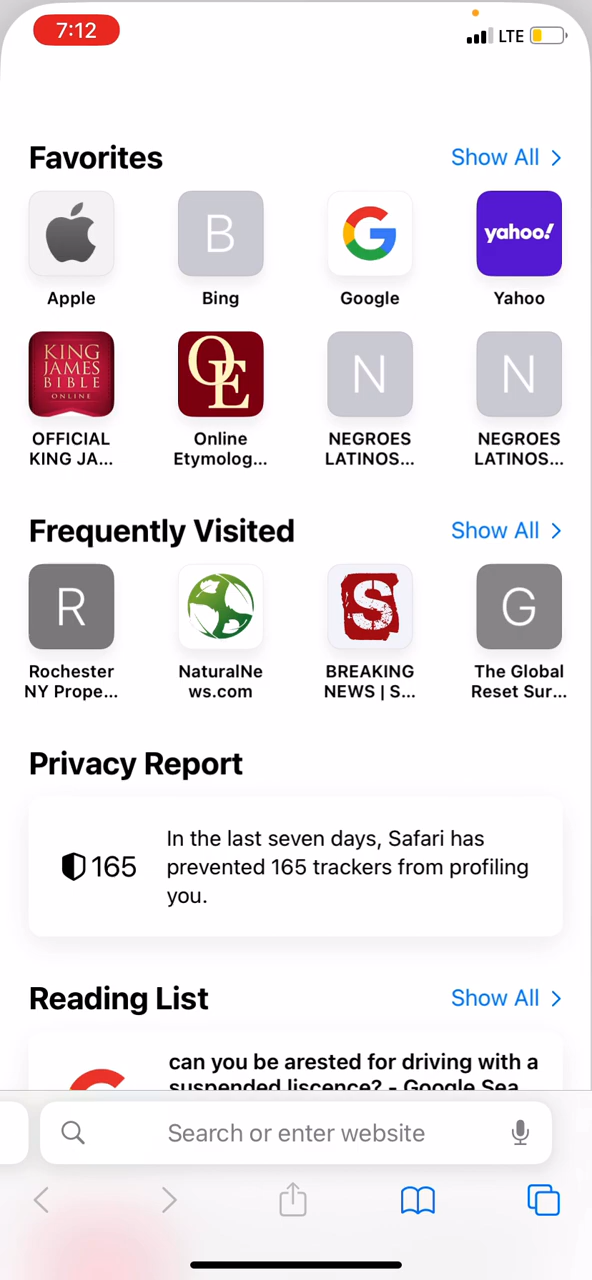 7:12
LTE
Favorites
Show All
B
yahoo!
Apple
Bing
Google
Yahoo
KING
JAMES
BIBLE
ONLINE
OE
N
N
OFFICIAL
KING JA...
Online
Etymolog...
NEGROES
LATINOS...
NEGROES
LATINOS...
Frequently Visited
Show All
R
S
G
Rochester
NY Prope...
NaturalNe
ws.com
BREAKING
NEWS | S...
The Global
Reset Sur...
Privacy Report
165
In the last seven days, Safari has
prevented 165 trackers from profiling
you.
Reading List
Show All
can you be arested for driving with a
suspended liscence? - Google Sea
Search or enter website